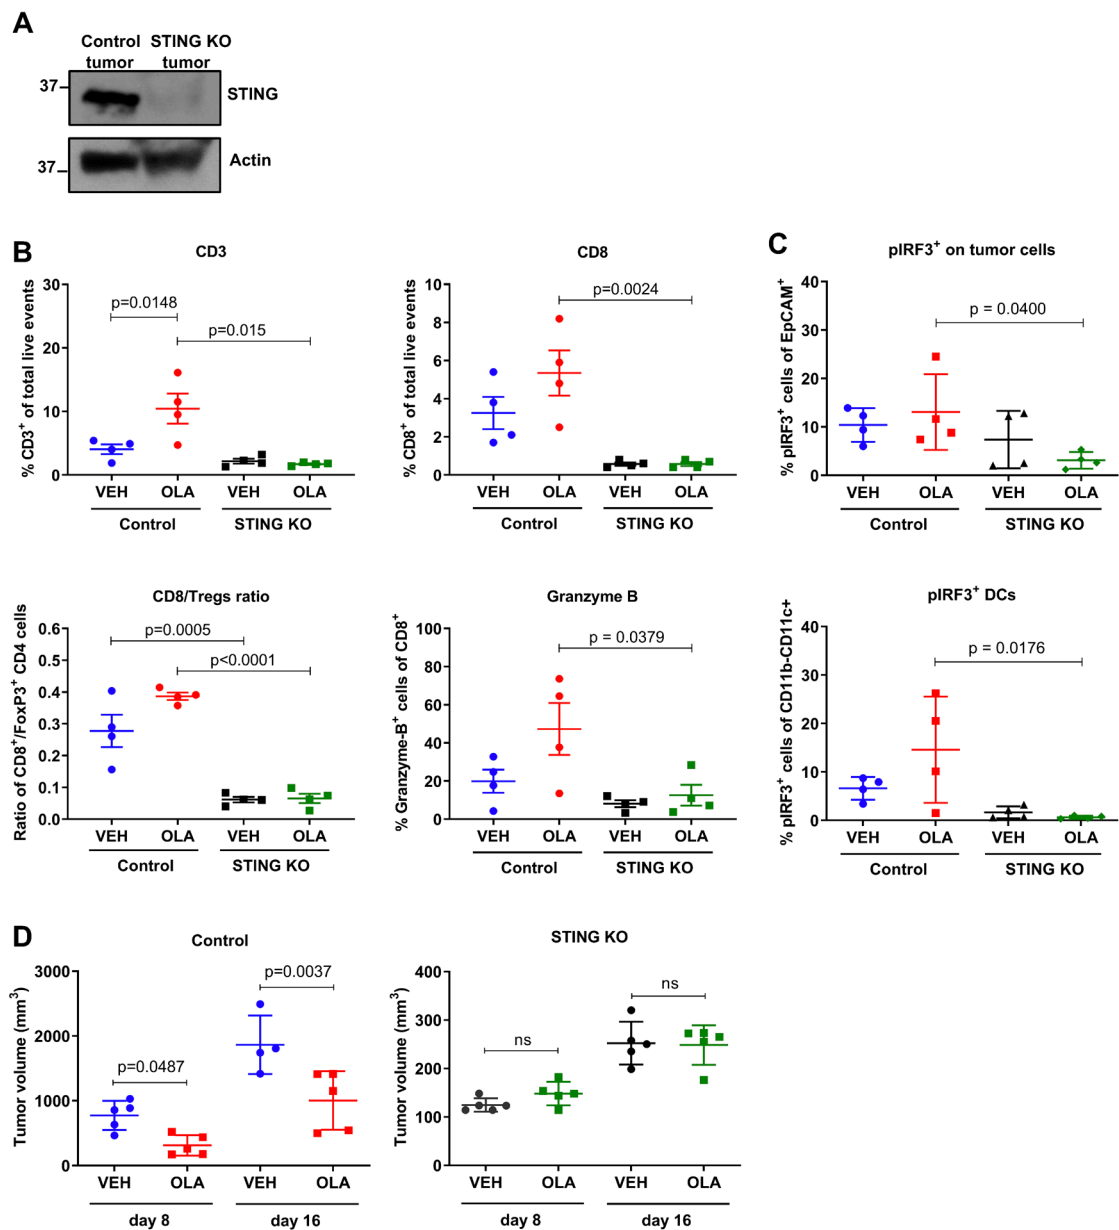 A
Control STING KO
tumor tumor
37
STING
37
Actin
B
CD3
% CD3+ of total live events
30
20
10
0
p=0.0148
p=0.015
VEH OLA VEH OLA
Control STING KO
CD8
% CD8+ of total live events
10
8
6
4
2
0
p=0.0024
VEH OLA VEH OLA
Control STING KO
C
pIRF3+ on tumor cells
% pIRF3+ cells of EpCAM+
40
30
20
10
0
p = 0.0400
VEH OLA VEH OLA
Control STING KO
CD8/Tregs ratio
Ratio of CD8+/FoxP3+ CD4 cells
0.6
0.5
0.4
0.3
0.2
0.1
0.0
p=0.0005
p<0.0001
VEH OLA VEH OLA
Control STING KO
Granzyme B
% Granzyme-B+ cells of CD8+
100
80
60
40
20
0
p = 0.0379
VEH OLA VEH OLA
Control STING KO
pIRF3+ DCs
% pIRF3+ cells of CD11b-CD11c+
40
30
20
10
0
p = 0.0176
VEH OLA VEH OLA
Control STING KO
D
Control
Tumor volume (mm3)
3000
2000
1000
0
p=0.0487
p=0.0037
VEH OLA VEH OLA
day 8 day 16
STING KO
Tumor volume (mm3)
400
300
200
100
0
ns
ns
VEH OLA VEH OLA
day 8 day 16